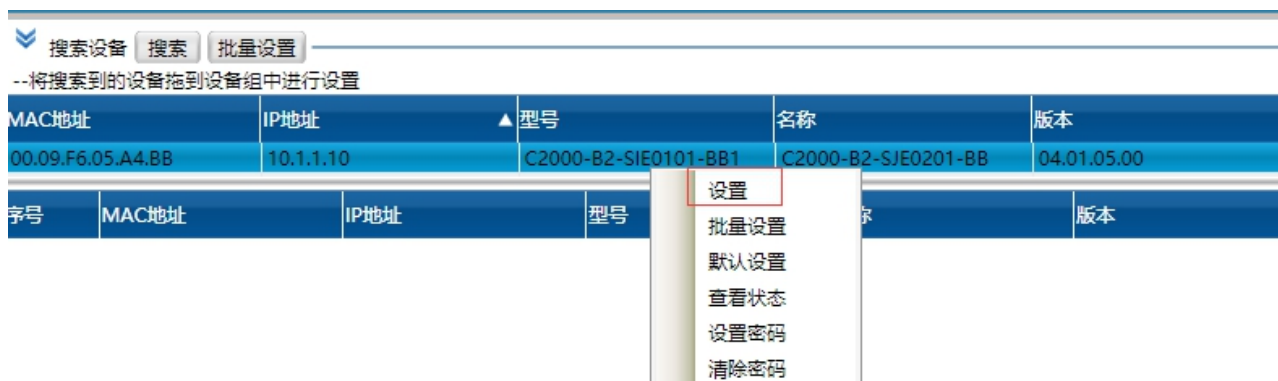 搜索设备 搜索 批量设置
--将搜索到的设备拖到设备组中进行设置
MAC地址 IP地址 ▲ 型号 名称 版本
00.09.F6.05.A4.BB 10.1.1.10 C2000-B2-SIE0101-BB1 C2000-B2-SJE0201-BB 04.01.05.00
序号 MAC地址 IP地址 型号 称 版本
设置
批量设置
默认设置
查看状态
设置密码
清除密码